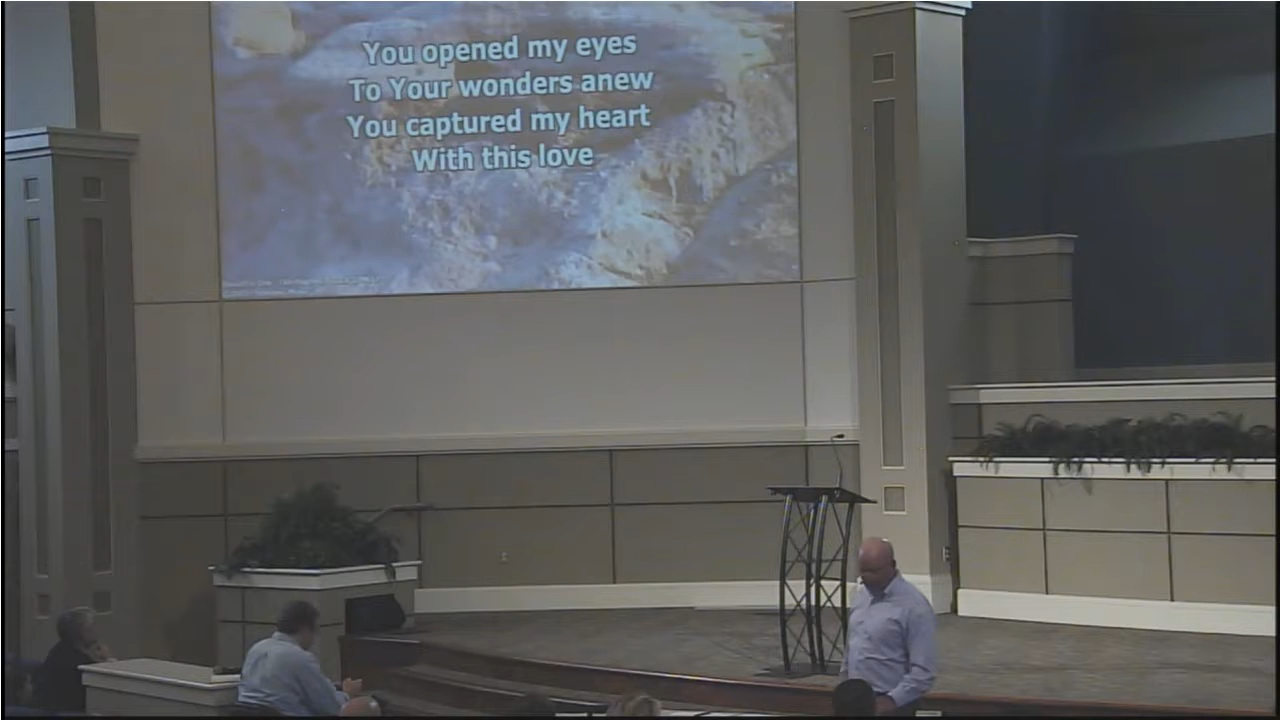 You opened my eyes
To Your wonders anew
You captured my heart
With this love